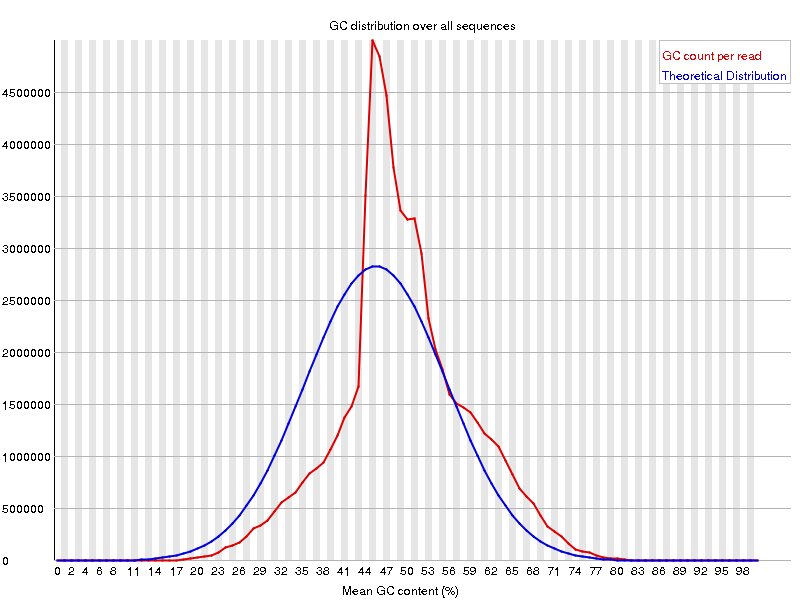 GC distribution over all sequences
GC count per read
Theoretical Distribution
4500000
4000000
3500000
3000000
2500000
2000000
1500000
1000000
500000
0
0 2 4 6 8 11 14 17 20 23 26 29 32 35 38 41 44 47 50 53 56 59 62 65 68 71 74 77 80 83 86 89 92 95 98
Mean GC content (%)